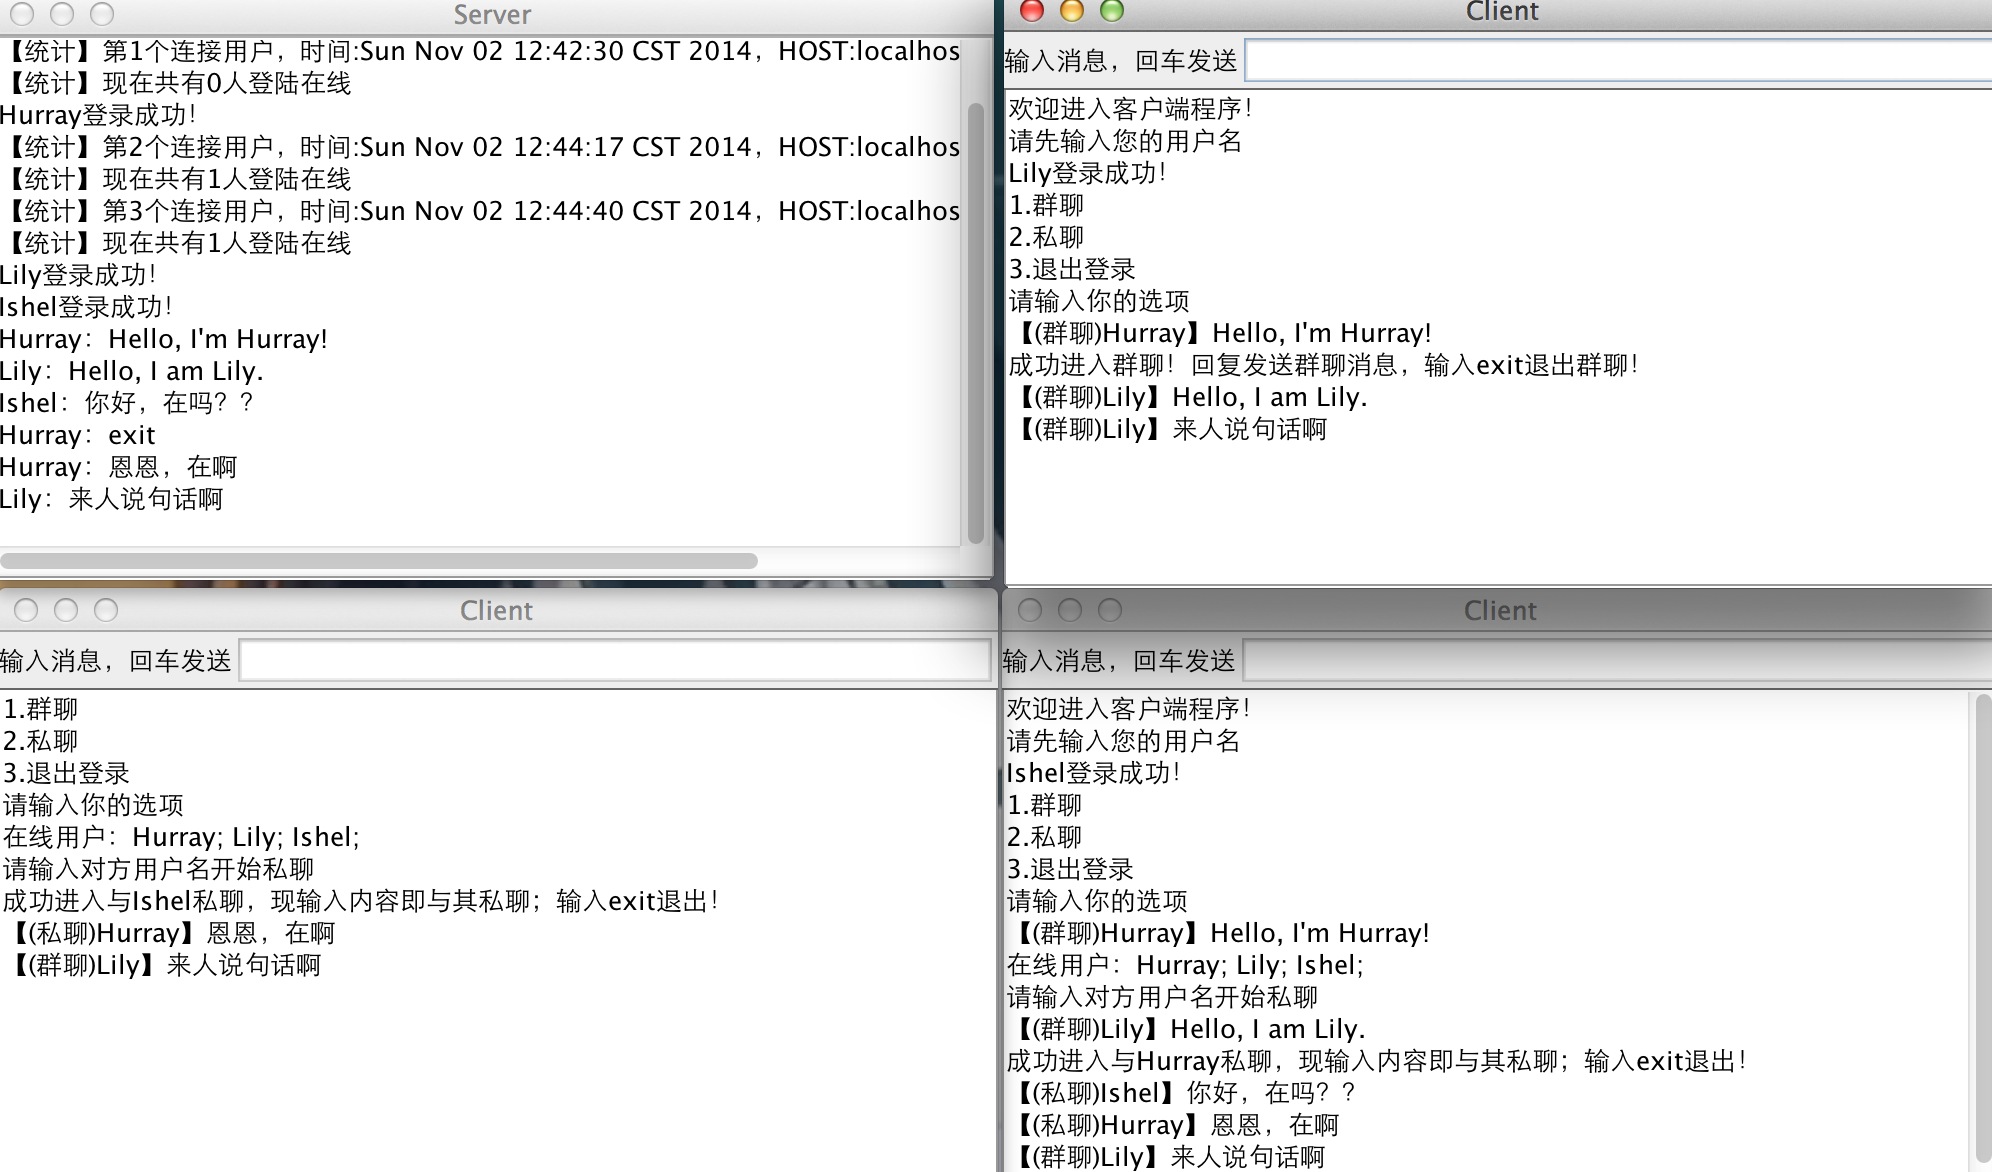 Server
【统计】第1个连接用户，时间:Sun Nov 02 12:42:30 CST 2014，HOST:localhos
【统计】现在共有0人登陆在线
Hurray登录成功！
【统计】第2个连接用户，时间:Sun Nov 02 12:44:17 CST 2014，HOST:localhos
【统计】现在共有1人登陆在线
【统计】第3个连接用户，时间:Sun Nov 02 12:44:40 CST 2014，HOST:localhos
【统计】现在共有1人登陆在线
Lily登录成功！
Ishel登录成功！
Hurray：Hello, I'm Hurray!
Lily：Hello, I am Lily.
Ishel：你好，在吗？？
Hurray：exit
Hurray：恩恩，在啊
Lily：来人说句话啊
Client
输入消息，回车发送
欢迎进入客户端程序！
请先输入您的用户名
Lily登录成功！
1.群聊
2.私聊
3.退出登录
请输入你的选项
【(群聊)Hurray】Hello, I'm Hurray!
成功进入群聊！回复发送群聊消息，输入exit退出群聊！
【(群聊)Lily】Hello, I am Lily.
【(群聊)Lily】来人说句话啊
Client
输入消息，回车发送
1.群聊
2.私聊
3.退出登录
请输入你的选项
在线用户：Hurray; Lily; Ishel;
请输入对方用户名开始私聊
成功进入与Ishel私聊，现输入内容即与其私聊；输入exit退出！
【(私聊)Hurray】恩恩，在啊
【(群聊)Lily】来人说句话啊
Client
输入消息，回车发送
欢迎进入客户端程序！
请先输入您的用户名
Ishel登录成功！
1.群聊
2.私聊
3.退出登录
请输入你的选项
【(群聊)Hurray】Hello, I'm Hurray!
在线用户：Hurray; Lily; Ishel;
请输入对方用户名开始私聊
【(群聊)Lily】Hello, I am Lily.
成功进入与Hurray私聊，现输入内容即与其私聊；输入exit退出！
【(私聊)Ishel】你好，在吗？？
【(私聊)Hurray】恩恩，在啊
【(群聊)Lily】来人说句话啊